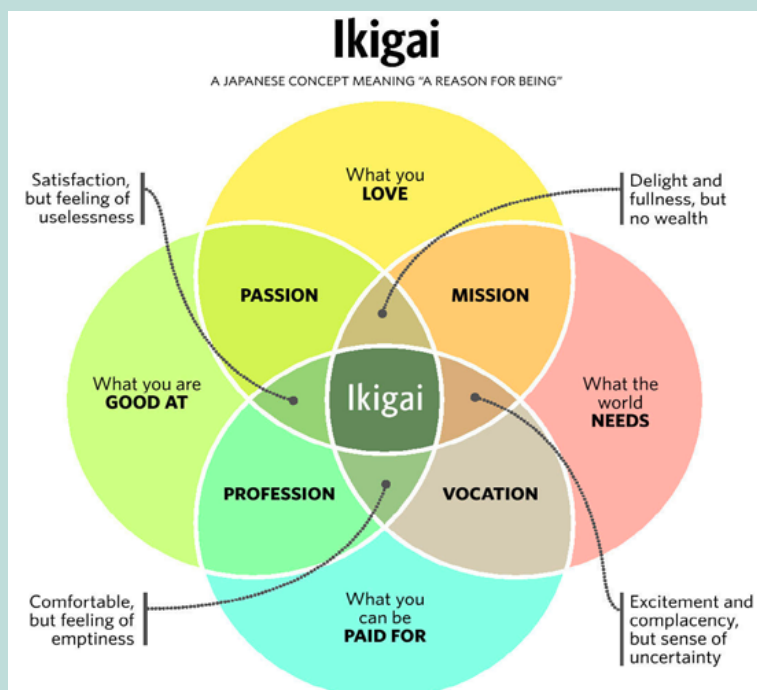 Ikigai
A JAPANESE CONCEPT MEANING “A REASON FOR BEING”
Satisfaction,
but feeling of
uselessness
What you
LOVE
Delight and
fullness, but
no wealth
PASSION
MISSION
What you are
GOOD AT
Ikigai
What the
world
NEEDS
PROFESSION
VOCATION
Comfortable,
but feeling of
emptiness
What you
can be
PAID FOR
Excitement and
complacency,
but sense of
uncertainty